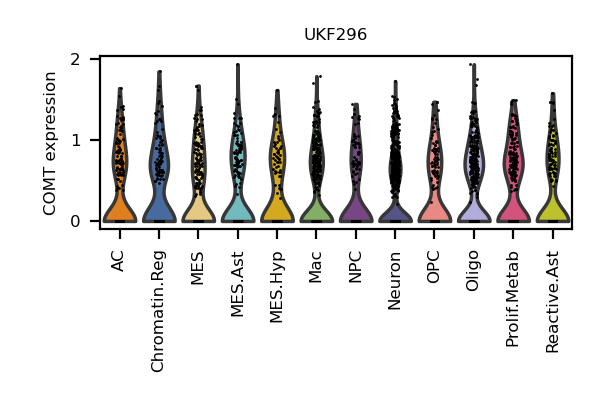 UKF296
COMT expression
2
1
0
AC
Chromatin.Reg
MES
MES.Ast
MES.Hyp
Mac
NPC
Neuron
OPC
Oligo
Prolif.Metab
Reactive.Ast